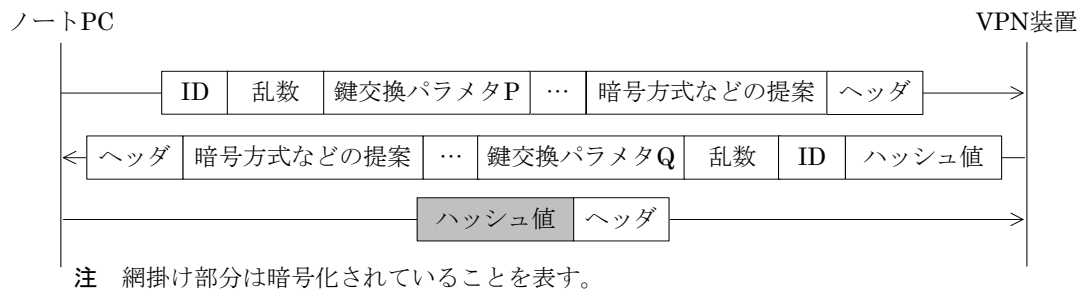 ノートPC VPN装置
ID 乱数 鍵交換パラメタP … 暗号方式などの提案 ヘッダ
ヘッダ 暗号方式などの提案 … 鍵交換パラメタQ 乱数 ID ハッシュ値
ハッシュ値 ヘッダ
注 網掛け部分は暗号化されていることを表す。